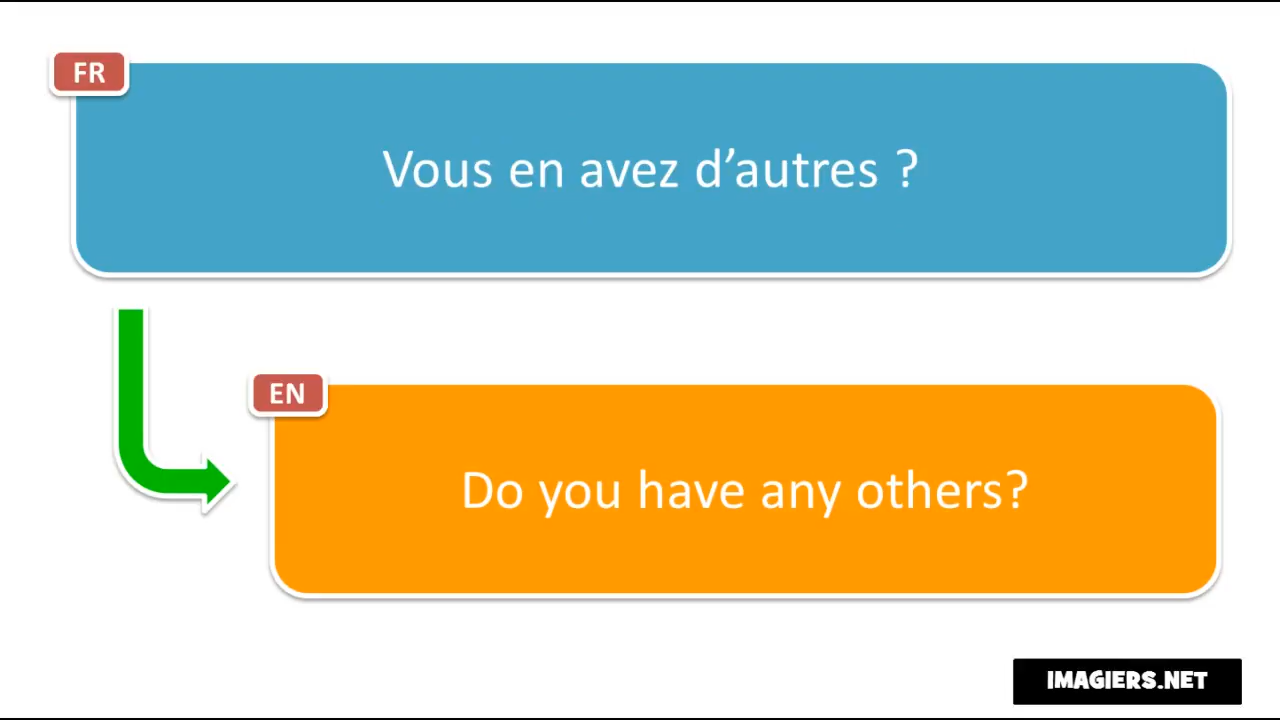 FR
Vous en avez d’autres ?
EN
Do you have any others?
IMAGIERS.NET